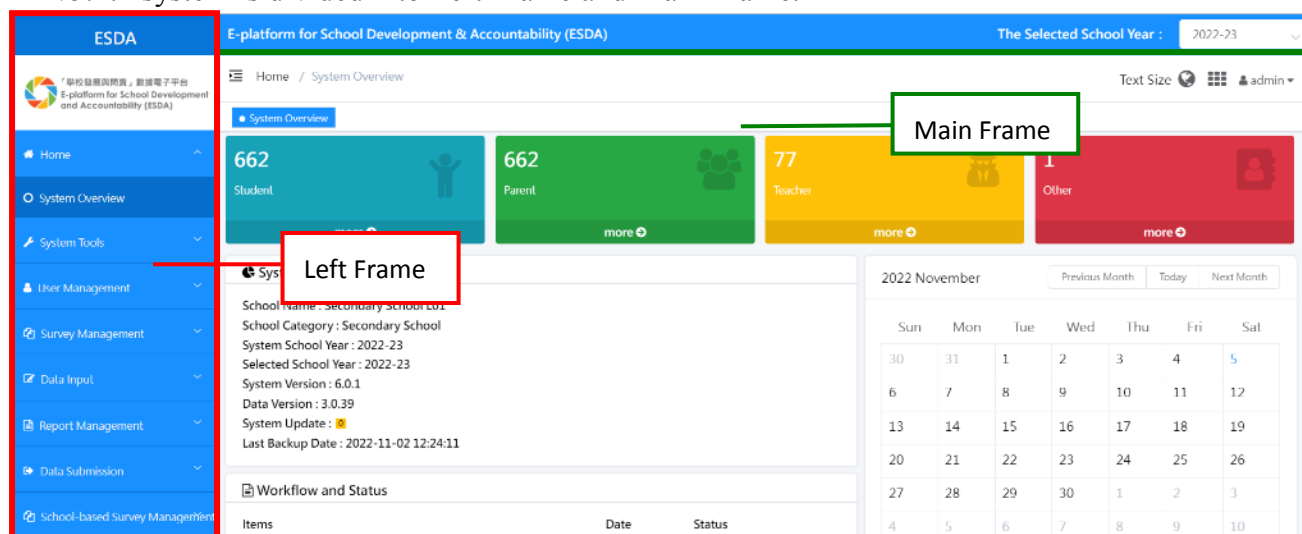 ESDA
E-platform for School Development & Accountability (ESDA)
The Selected School Year :
2022-23
「學校發展與問責」數據電子平台
E-platform for School Development
and Accountability (ESDA)
Home / System Overview
Text Size
admin
System Overview
Main Frame
Home
System Overview
System Tools
User Management
Survey Management
Data Input
Report Management
Data Submission
School-based Survey Management
662
Student
662
Parent
more
77
Teacher
more
1
Other
more
Left Frame
School Name : Secondary School L01
School Category : Secondary School
System School Year : 2022-23
Selected School Year : 2022-23
System Version : 6.0.1
Data Version : 3.0.39
System Update : 0
Last Backup Date : 2022-11-02 12:24:11
Workflow and Status
Items Date Status
2022 November
Previous Month Today Next Month
Sun Mon Tue Wed Thu Fri Sat
30 31 1 2 3 4 5
6 7 8 9 10 11 12
13 14 15 16 17 18 19
20 21 22 23 24 25 26
27 28 29 30 1 2 3
4 5 6 7 8 9 10